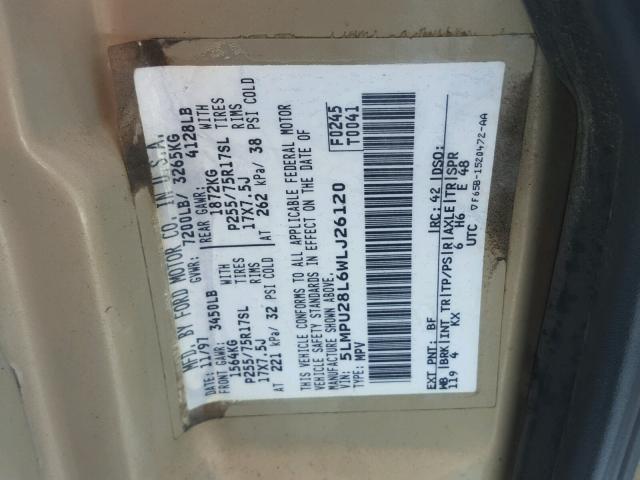 MFD. BY FORD MOTOR CO. IN U.S.A.
DATE: 11/97 GVWR: 7200LB/ 3265KG
FRONT GAWR: 3450LB REAR GAWR: 4128LB
1564KG 1872KG
P255/75R17SL TIRES P255/75R17SL TIRES
17X7.5J RIMS 17X7.5J RIMS
AT 221 kPa/ 32 PSI COLD AT 262 kPa/ 38 PSI COLD
THIS VEHICLE CONFORMS TO ALL APPLICABLE FEDERAL MOTOR
VEHICLE SAFETY STANDARDS IN EFFECT ON THE DATE OF
MANUFACTURE SHOWN ABOVE.
VIN: 5LMPU28L6WLJ26120 F0245
TYPE: MPV T0041
EXT PNT: BF RC: 42 DSO:
WB BRK INT TR TP/PS R AXLE TR SPR
119 4 KX 6 H6 E 48
UTC ▽F65B-1520472-AA